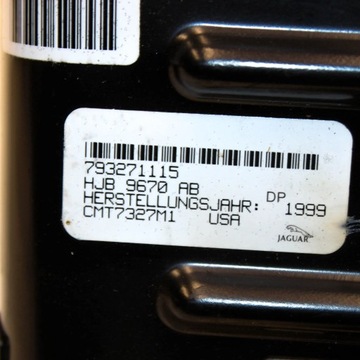 793271115
HJB 9670 AB
HERSTELLUNGSJAHR: DP 1999
CMT7327M1 USA
JAGUAR